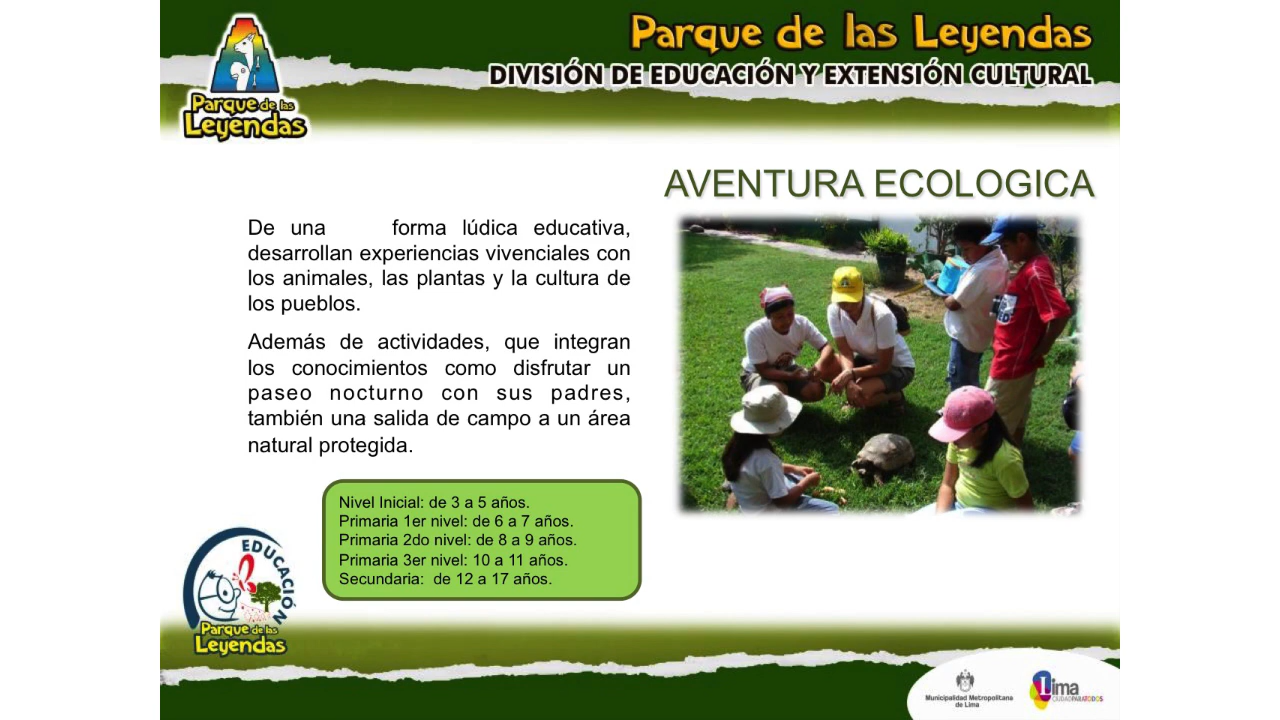 Parque de las Leyendas
DIVISIÓN DE EDUCACIÓN Y EXTENSIÓN CULTURAL
Parque de las
Leyendas
AVENTURA ECOLOGICA
De una forma lúdica educativa,
desarrollan experiencias vivenciales con
los animales, las plantas y la cultura de
los pueblos.
Además de actividades, que integran
los conocimientos como disfrutar un
paseo nocturno con sus padres,
también una salida de campo a un área
natural protegida.
Nivel Inicial: de 3 a 5 años.
Primaria 1er nivel: de 6 a 7 años.
Primaria 2do nivel: de 8 a 9 años.
Primaria 3er nivel: 10 a 11 años.
Secundaria: de 12 a 17 años.
EDUCACIÓN
Parque de las
Leyendas
Municipalidad Metropolitana
de Lima
Lima
CIUDADPARATODOS